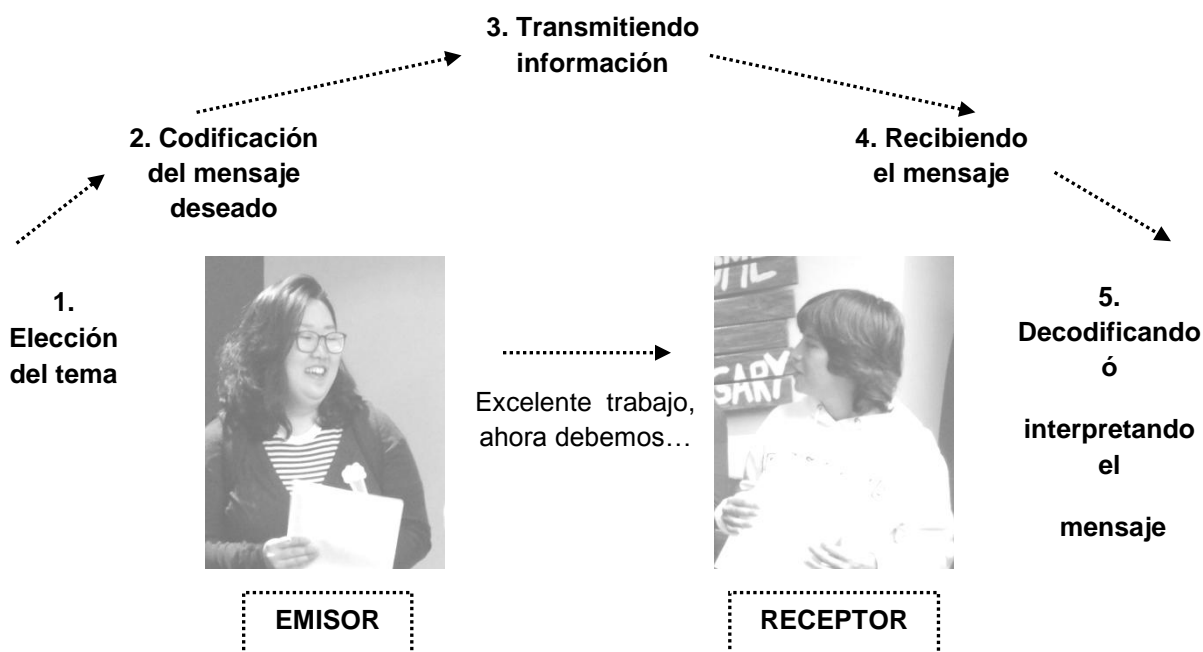 3. Transmitiendo
información
2. Codificación
del mensaje
deseado
4. Recibiendo
el mensaje
1.
Elección
del tema
Excelente trabajo,
ahora debemos…
5.
Decodificando
ó
interpretando
el
mensaje
GARY
EMISOR
RECEPTOR